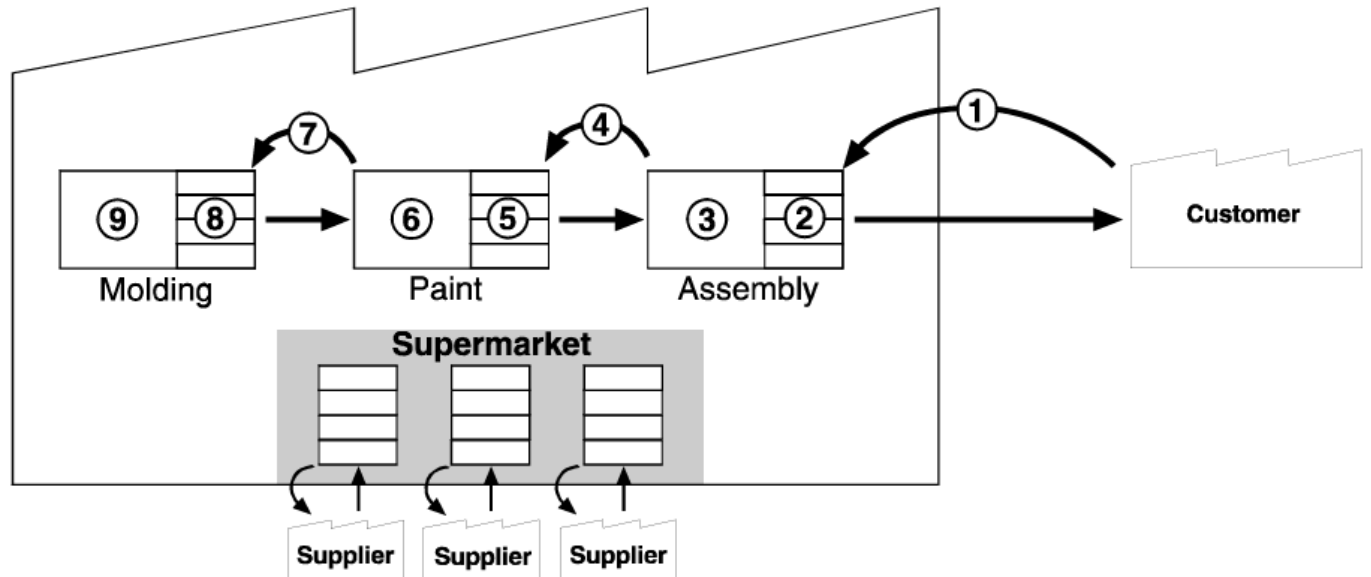 1
7
4
9
8
6
5
3
2
Customer
Molding
Paint
Assembly
Supermarket
Supplier
Supplier
Supplier